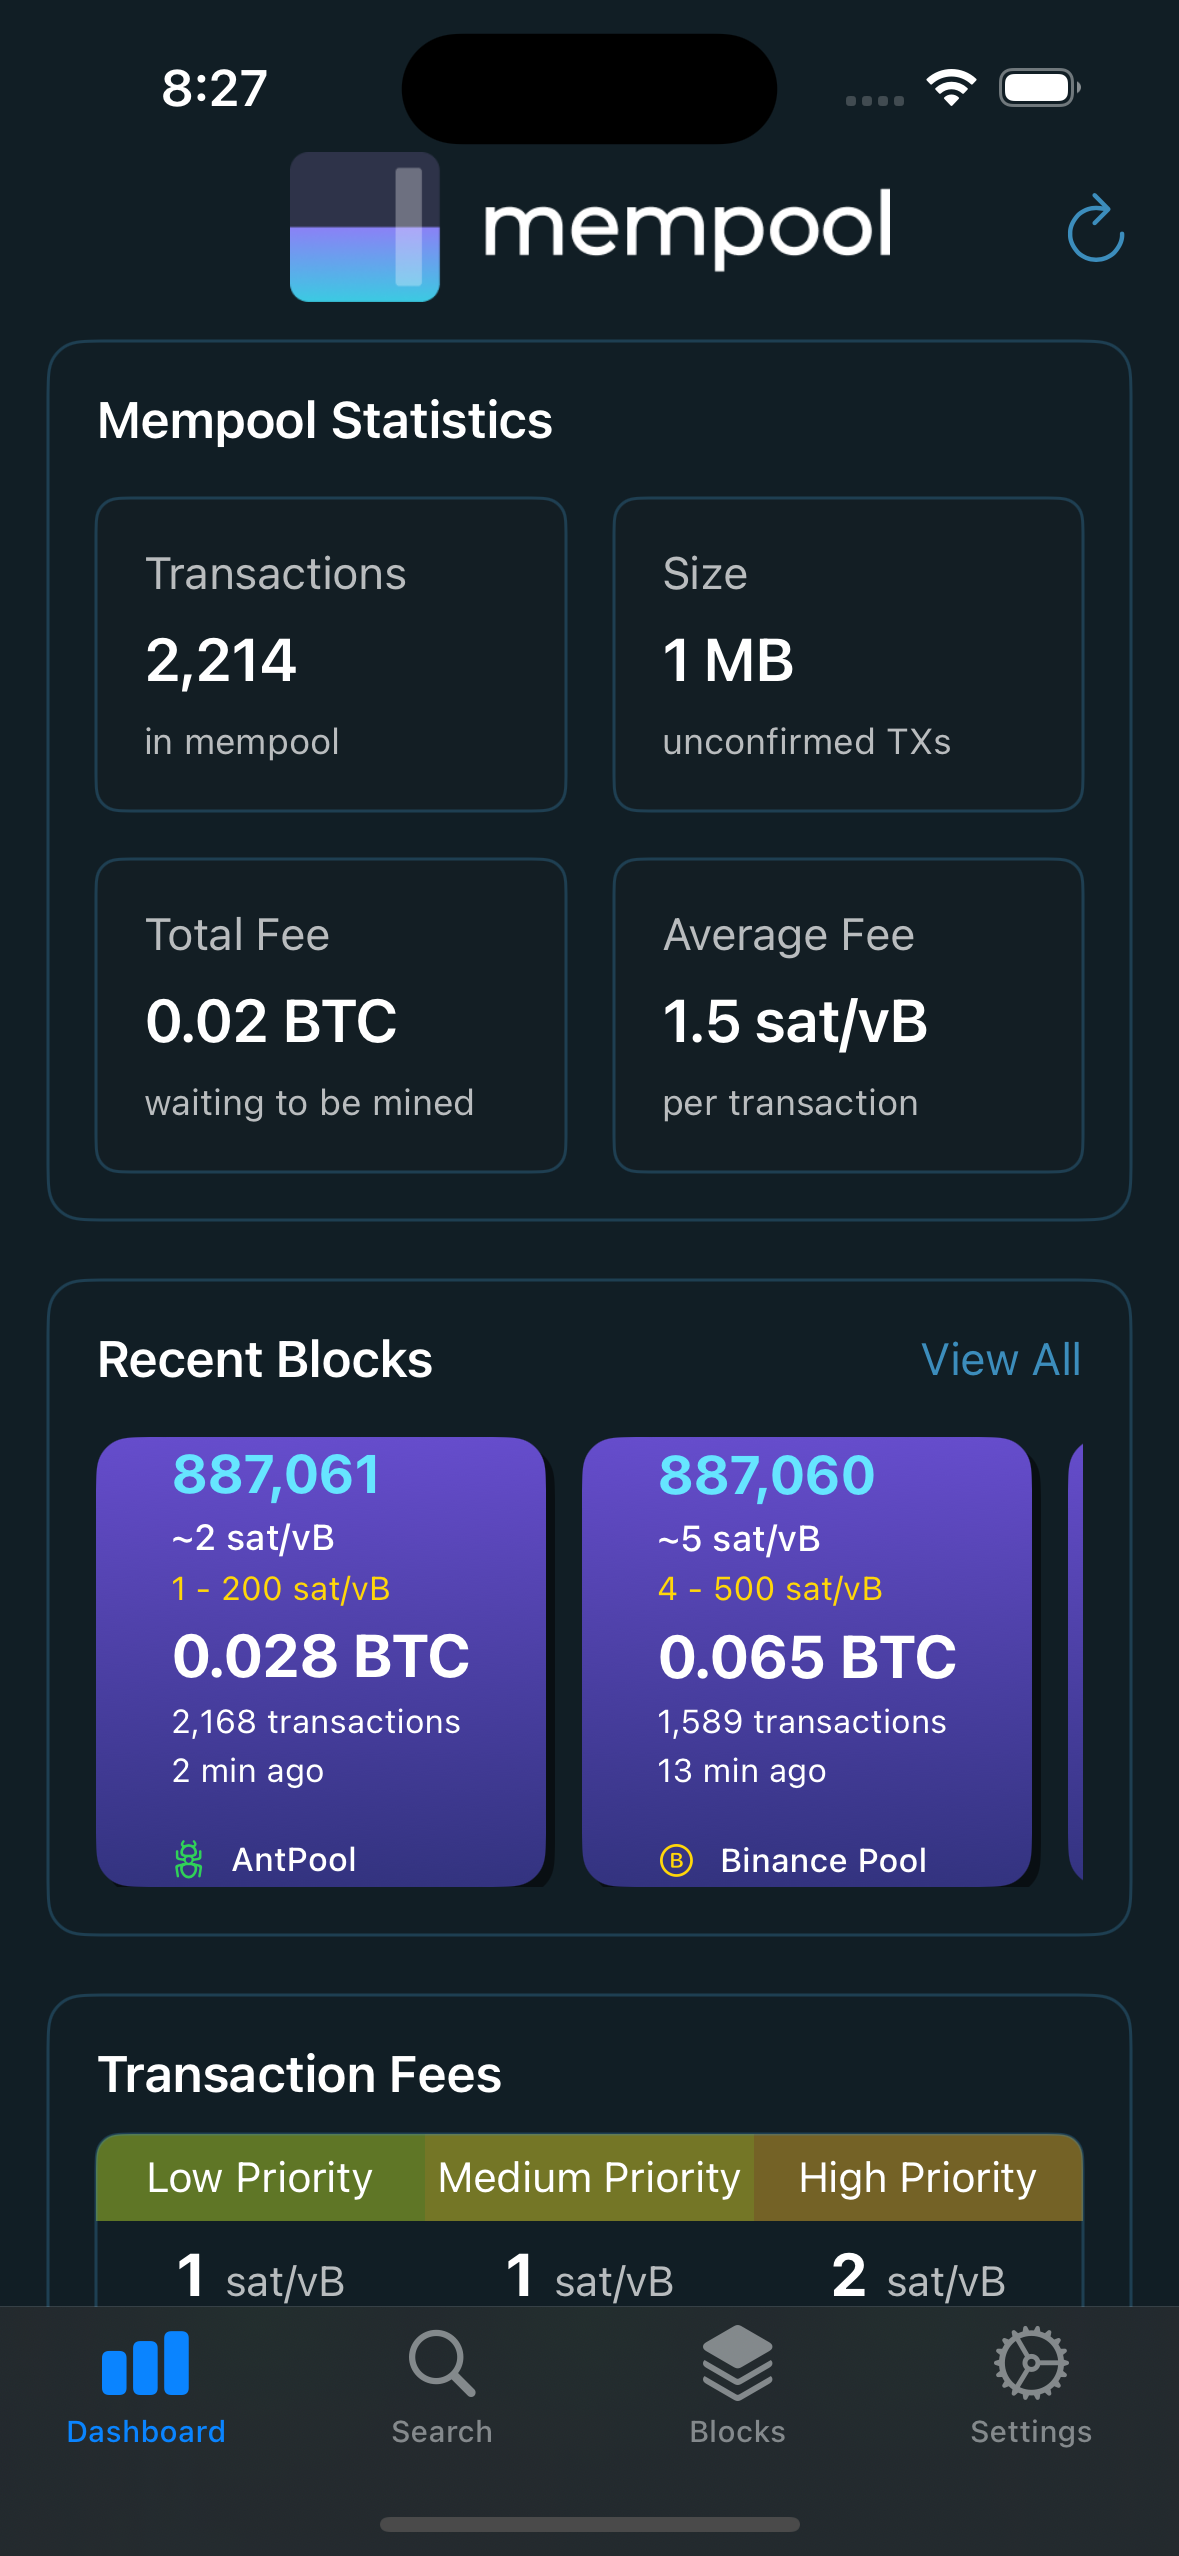 8:27
mempool
Mempool Statistics
Transactions
2,214
in mempool
Size
1 MB
unconfirmed TXs
Total Fee
0.02 BTC
waiting to be mined
Average Fee
1.5 sat/vB
per transaction
Recent Blocks
View All
887,061
~2 sat/vB
1 - 200 sat/vB
0.028 BTC
2,168 transactions
2 min ago
AntPool
887,060
~5 sat/vB
4 - 500 sat/vB
0.065 BTC
1,589 transactions
13 min ago
B Binance Pool
Transaction Fees
Low Priority
Medium Priority
High Priority
1 sat/vB
1 sat/vB
2 sat/vB
Dashboard
Search
Blocks
Settings